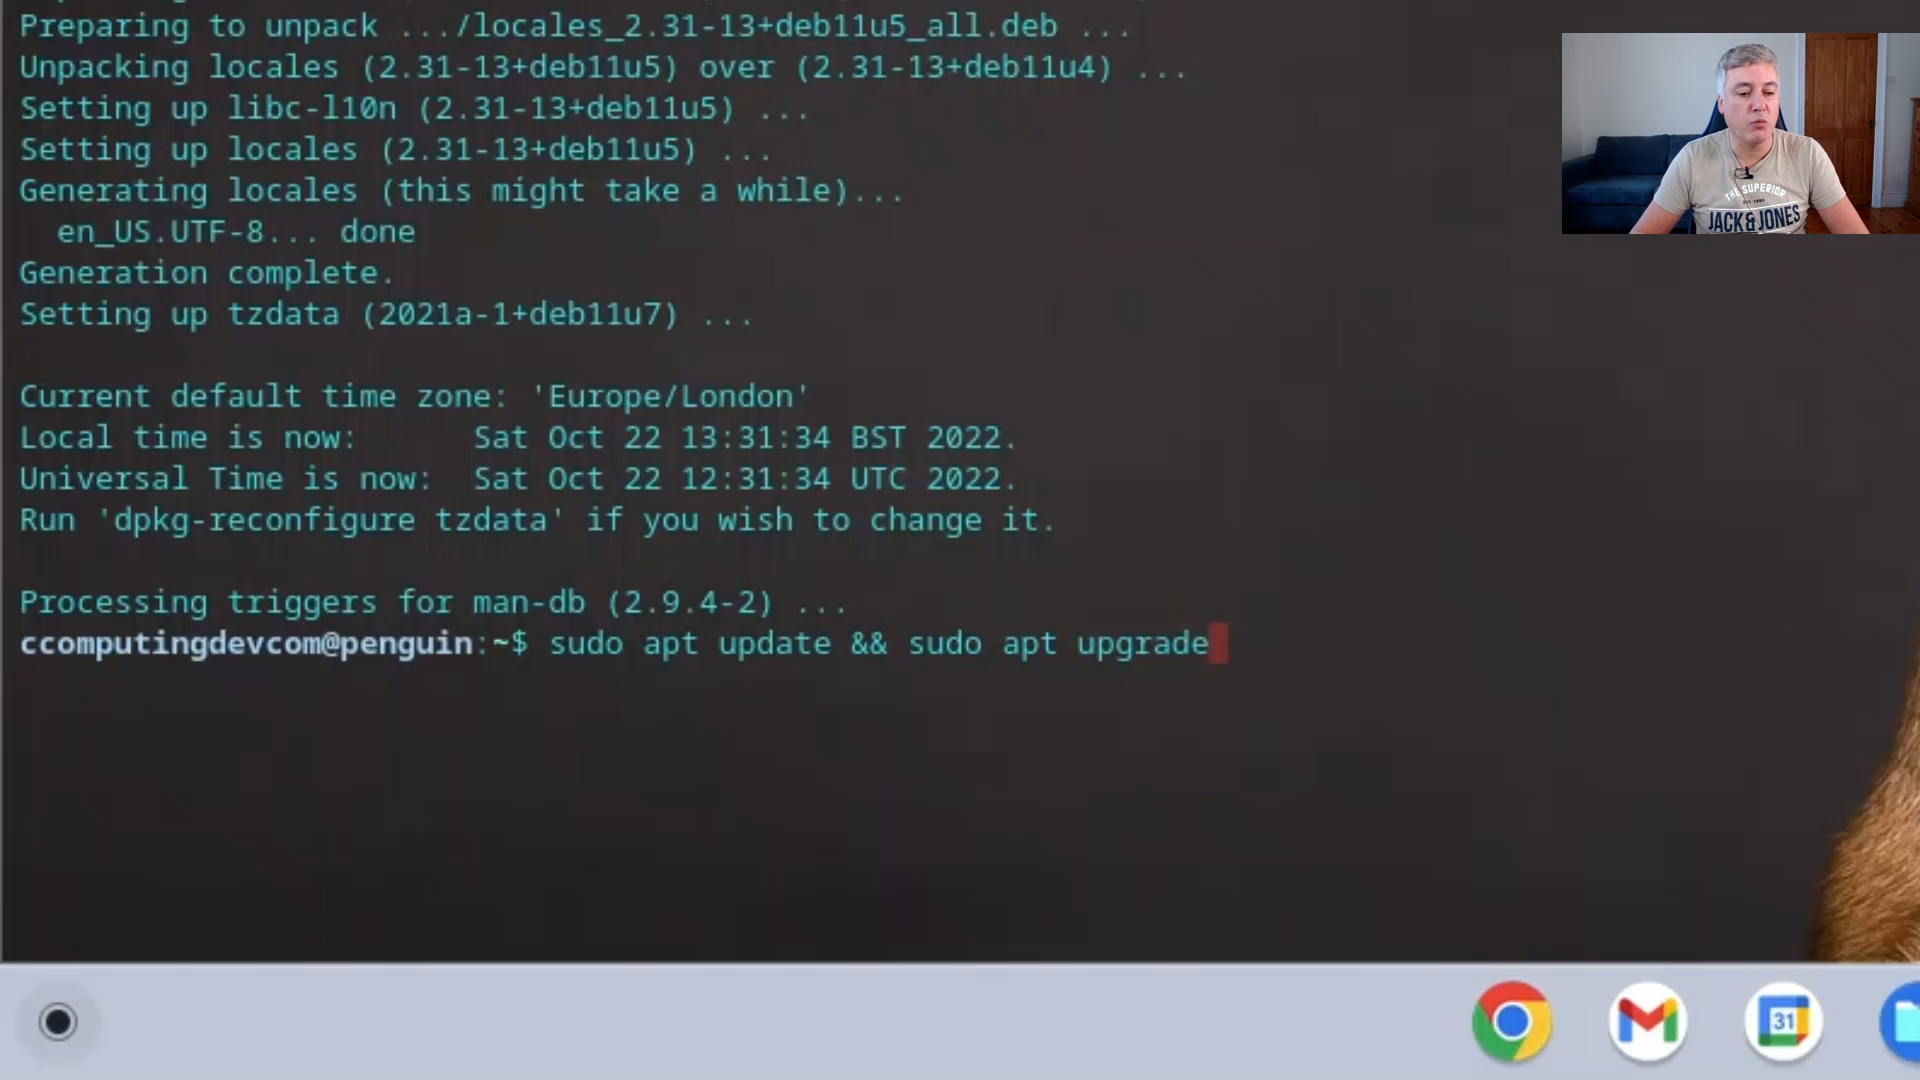 Preparing to unpack .../locales_2.31-13+deb11u5_all.deb ...
Unpacking locales (2.31-13+deb11u5) over (2.31-13+deb11u4) ...
Setting up libc-l10n (2.31-13+deb11u5) ...
Setting up locales (2.31-13+deb11u5) ...
Generating locales (this might take a while)...
en_US.UTF-8... done
Generation complete.
Setting up tzdata (2021a-1+deb11u7) ...
Current default time zone: 'Europe/London'
Local time is now:      Sat Oct 22 13:31:34 BST 2022.
Universal Time is now:  Sat Oct 22 12:31:34 UTC 2022.
Run 'dpkg-reconfigure tzdata' if you wish to change it.
Processing triggers for man-db (2.9.4-2) ...
ccomputingdevcom@penguin:~$ sudo apt update && sudo apt upgrade
THE SUPERIOR
JACK & JONES
31